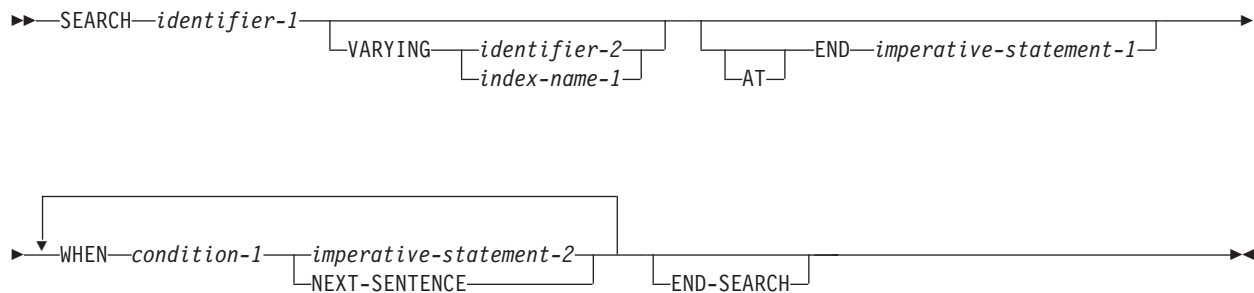 SEARCH identifier-1
VARYING identifier-2 END imperative-statement-1
index-name-1 AT
WHEN condition-1 imperative-statement-2
NEXT-SENTENCE END-SEARCH